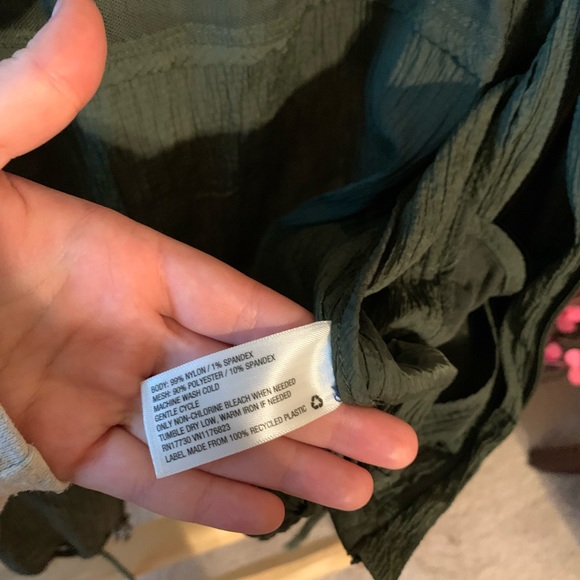 BODY: 99% NYLON / 1% SPANDEX
MESH: 90% POLYESTER / 10% SPANDEX
MACHINE WASH COLD
GENTLE CYCLE
ONLY NON-CHLORINE BLEACH WHEN NEEDED
TUMBLE DRY LOW, WARM IRON IF NEEDED
RN17730 VN1176823
LABEL MADE FROM 100% RECYCLED PLASTIC